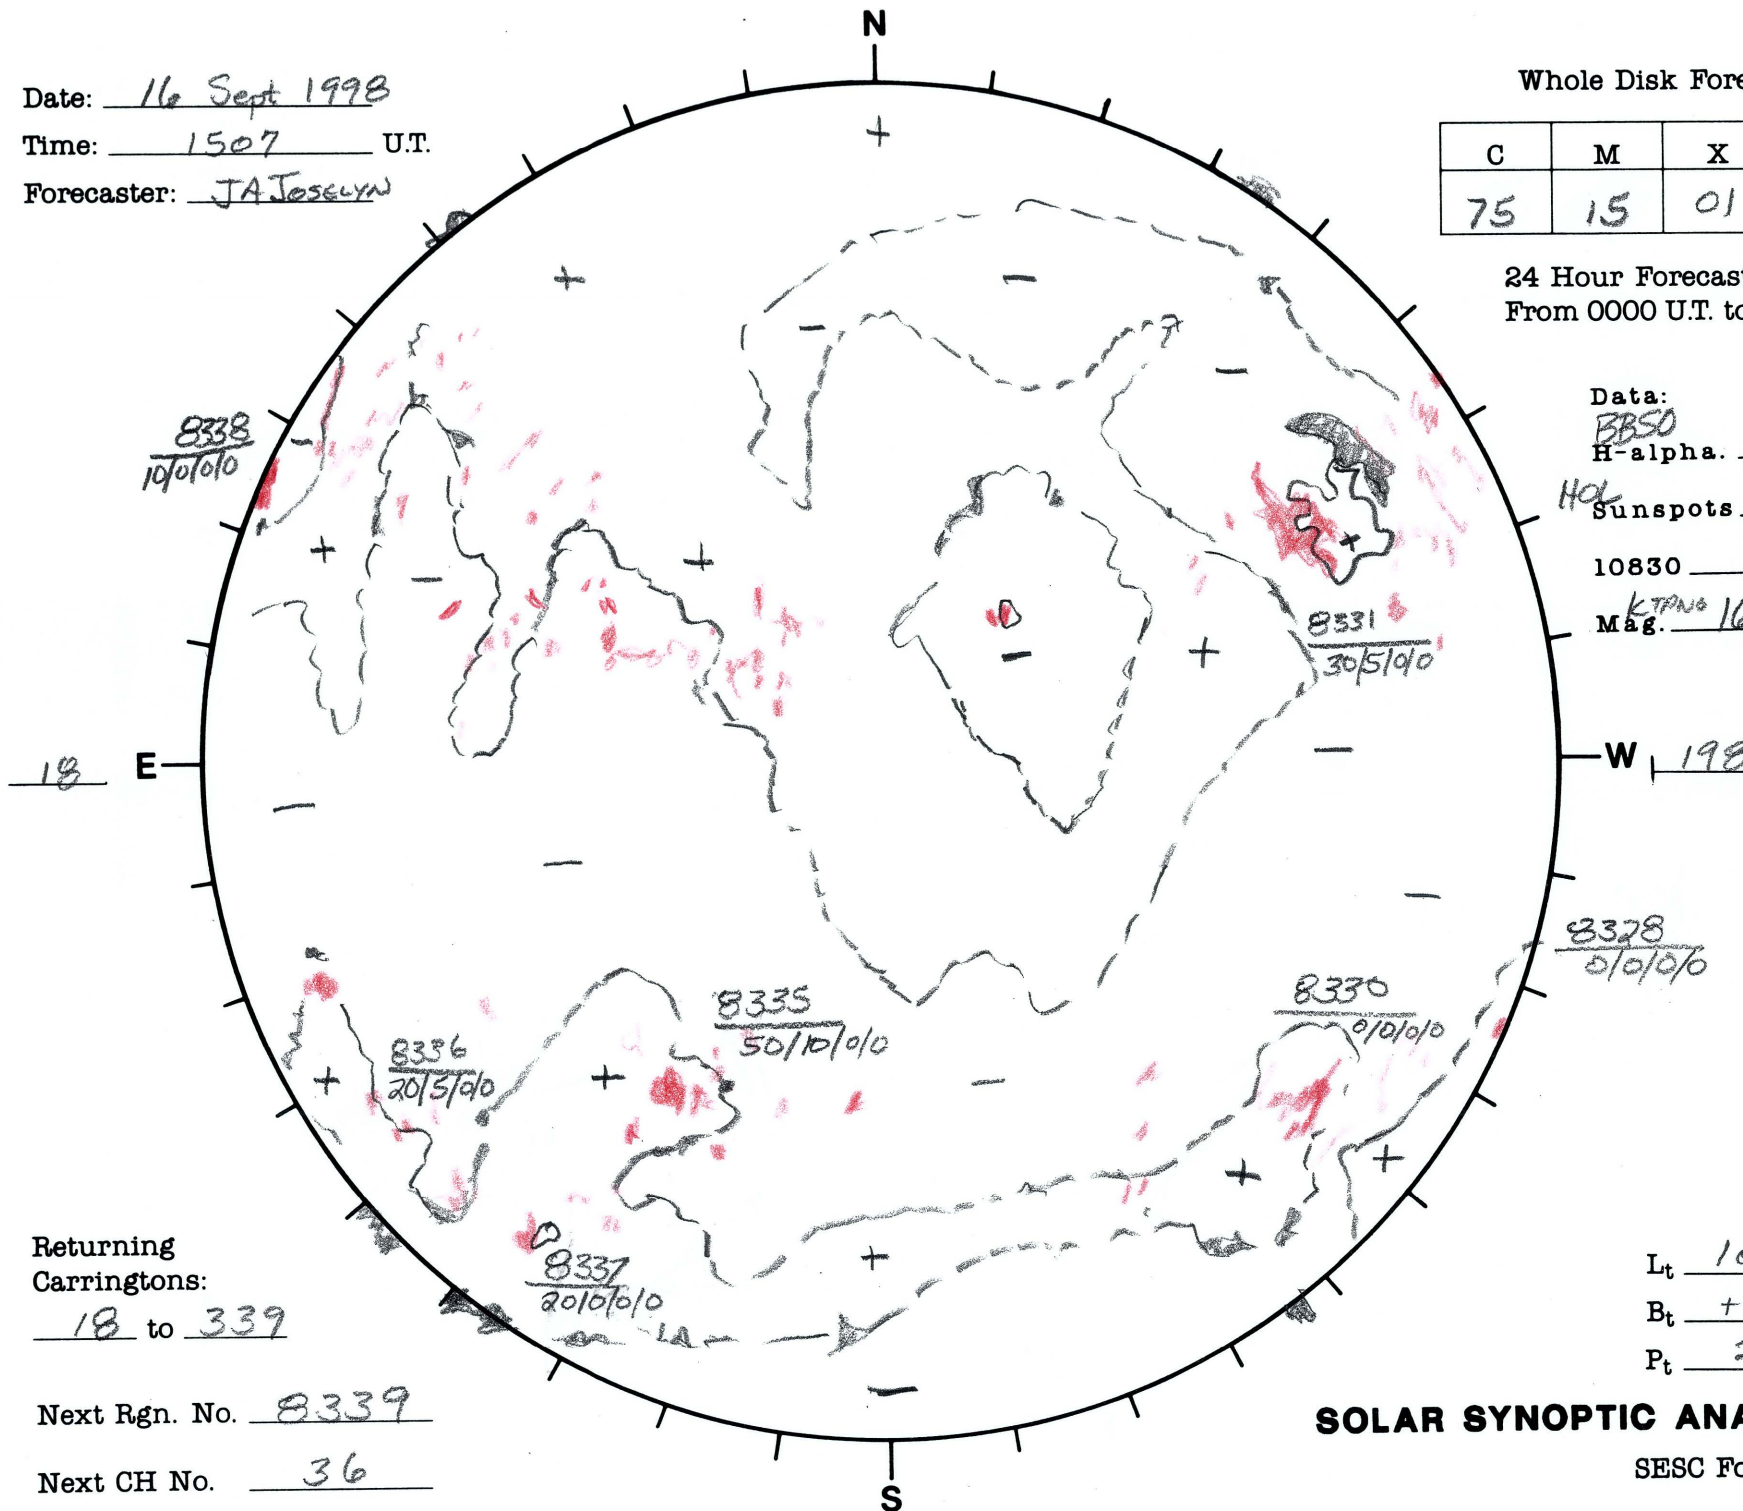 N
Date: 16 Sept 1998
Time: 1507 U.T.
Forecaster: JA JOSELYN
Whole Disk Fore
C M X
75 15 01
24 Hour Forecas
From 0000 U.T. to
Data:
BBSO
H-alpha.
HOL
Sunspots.
10830
Mag. 16
8338
10/0/0/0
8331
30/5/0/0
18 E
W 198
8328
0/0/0/0
8330
0/0/0/0
8335
50/10/0/0
8336
20/5/0/0
8337
20/0/0/0
Returning
Carringtons:
18 to 339
Next Rgn. No. 8339
Next CH No. 36
Lt 10
Bt +
Pt
SOLAR SYNOPTIC ANA
SESC Fo
S